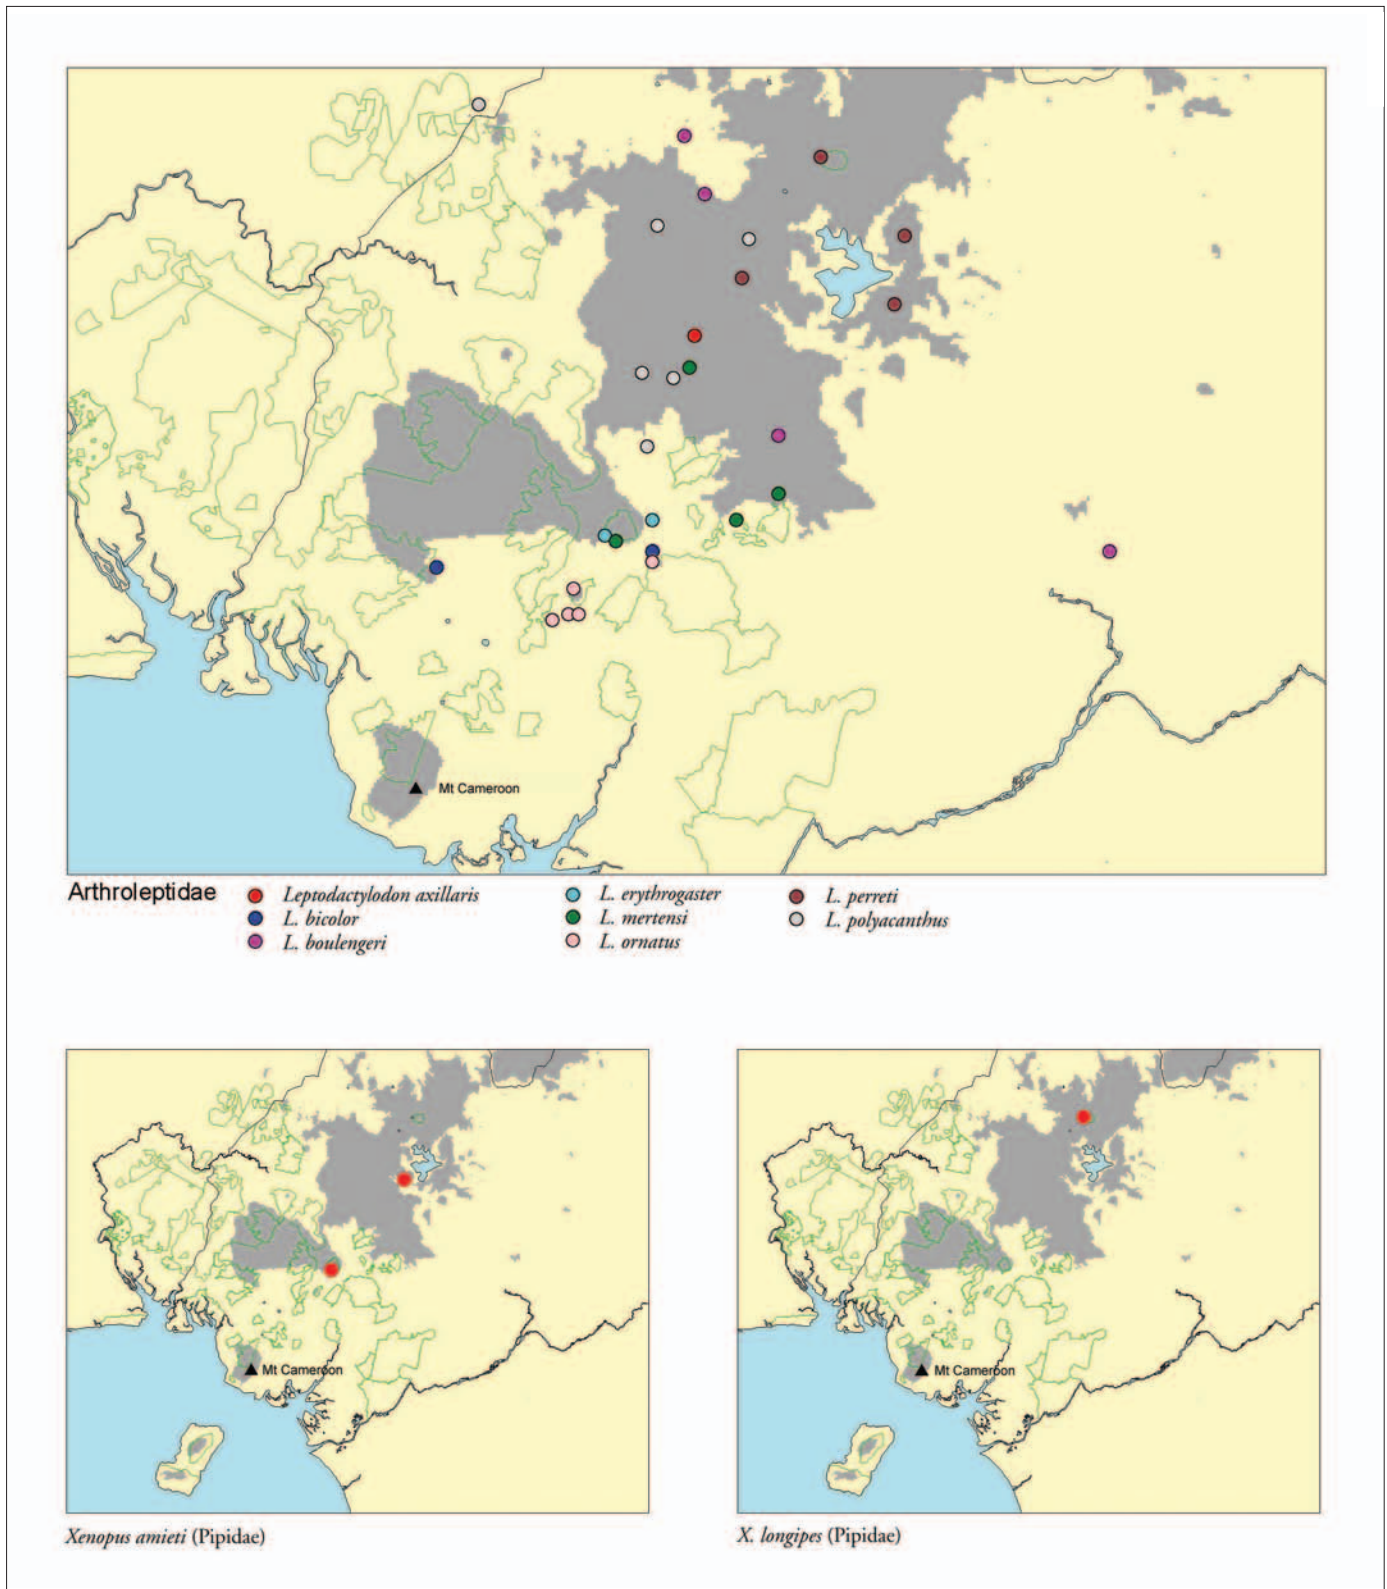 Mt Cameroon
Arthroleptidae
Leptodactylodon axillaris
L. bicolor
L. boulengeri
L. erythrogaster
L. mertensi
L. ornatus
L. perreti
L. polyacanthus
Mt Cameroon
Mt Cameroon
Xenopus amieti (Pipidae)
X. longipes (Pipidae)